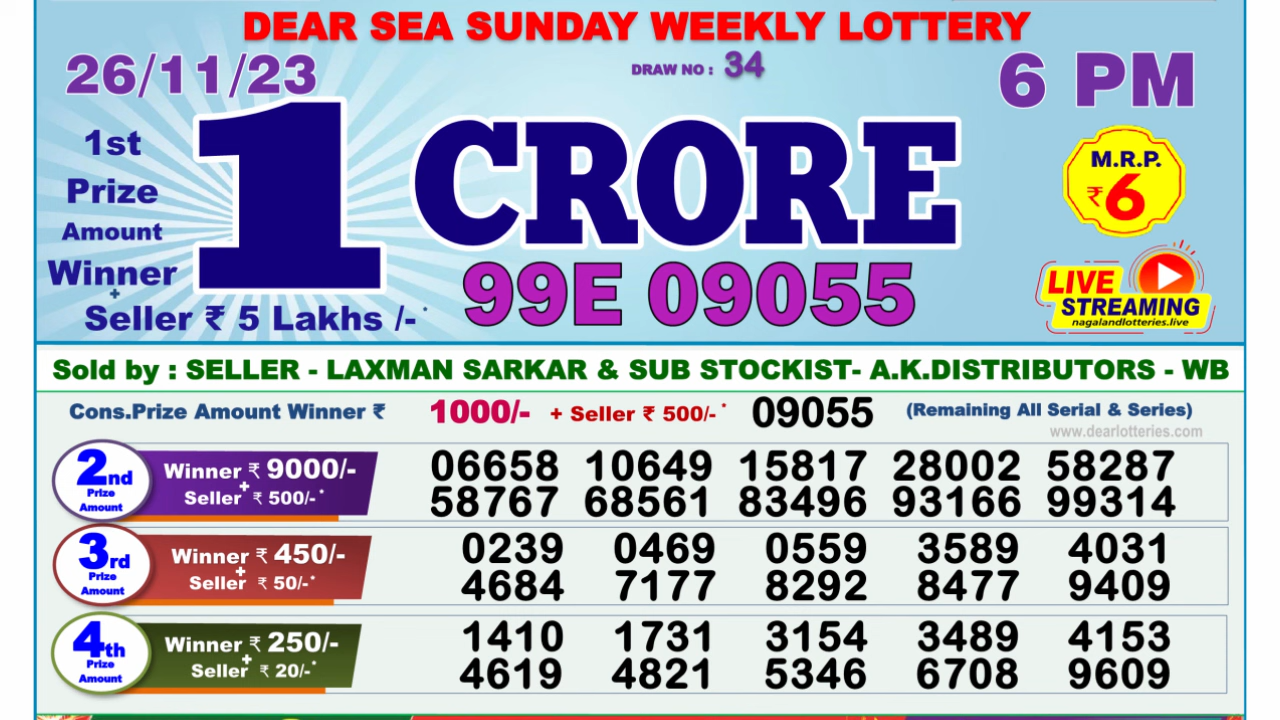 DEAR SEA SUNDAY WEEKLY LOTTERY
26/11/23
DRAW NO : 34
6 PM
1st
Prize
Amount
Winner
+
Seller ₹ 5 Lakhs /-*
1 CRORE
99E 09055
M.R.P.
₹6
LIVE
STREAMING
nagalandlotteries.live
Sold by : SELLER - LAXMAN SARKAR & SUB STOCKIST- A.K.DISTRIBUTORS - WB
Cons.Prize Amount Winner ₹ 1000/- + Seller ₹ 500/-* 09055 (Remaining All Serial & Series)
www.dearlotteries.com
2nd
Prize
Amount
Winner ₹ 9000/-
+
Seller ₹ 500/-*
06658 10649 15817 28002 58287
58767 68561 83496 93166 99314
3rd
Prize
Amount
Winner ₹ 450/-
+
Seller ₹ 50/-*
0239 0469 0559 3589 4031
4684 7177 8292 8477 9409
4th
Prize
Amount
Winner ₹ 250/-
+
Seller ₹ 20/-*
1410 1731 3154 3489 4153
4619 4821 5346 6708 9609